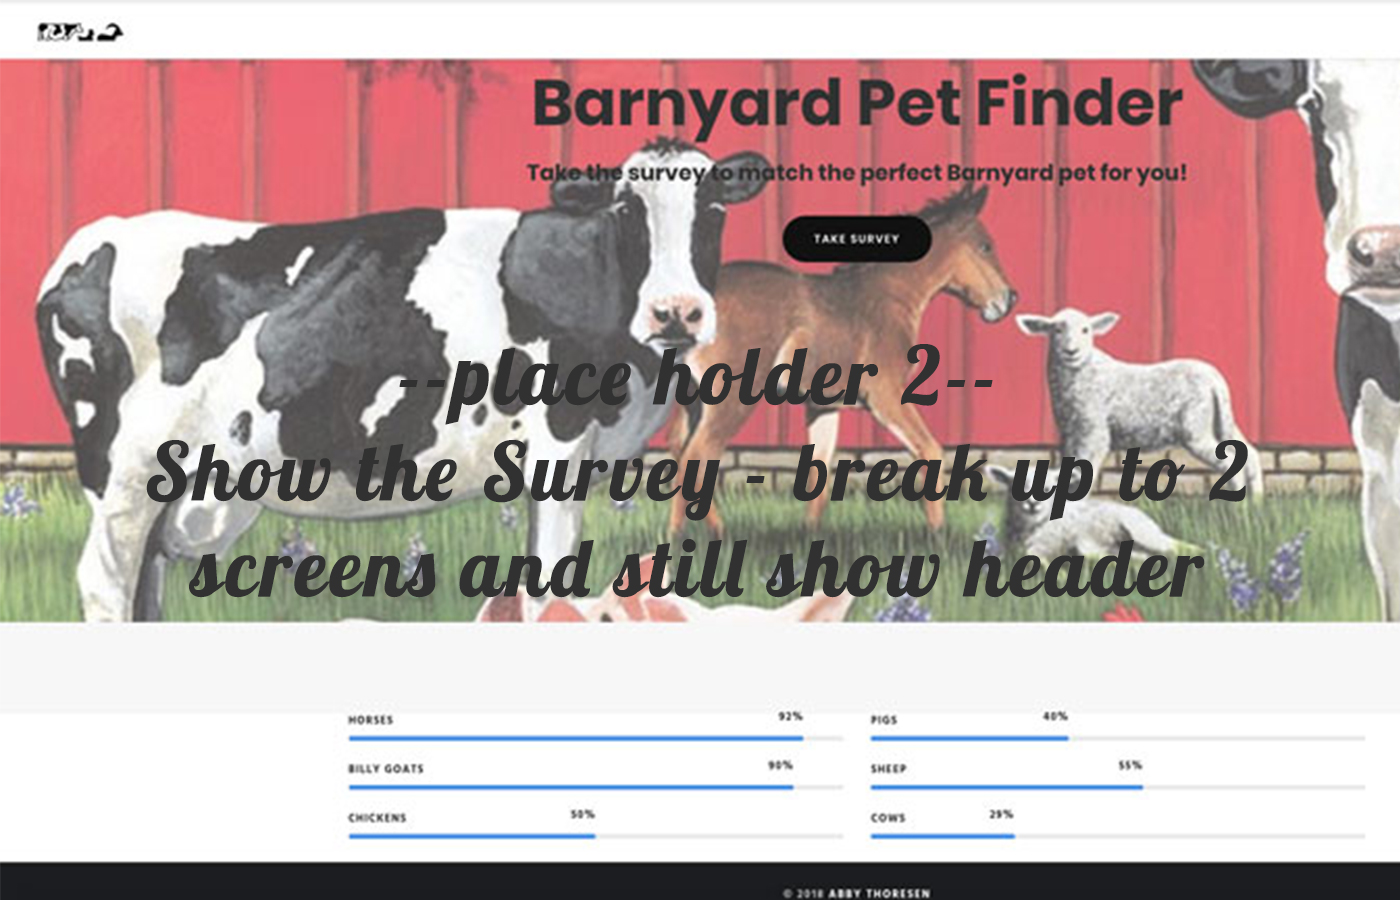 Barnyard Pet Finder
Take the survey to match the perfect Barnyard pet for you!
TAKE SURVEY
--place holder 2--
Show the Survey - break up to 2
screens and still show header
HORSES 92%
PIGS 40%
BILLY GOATS 90%
SHEEP 55%
CHICKENS 50%
COWS 29%
© 2018 ABBY THORESEN